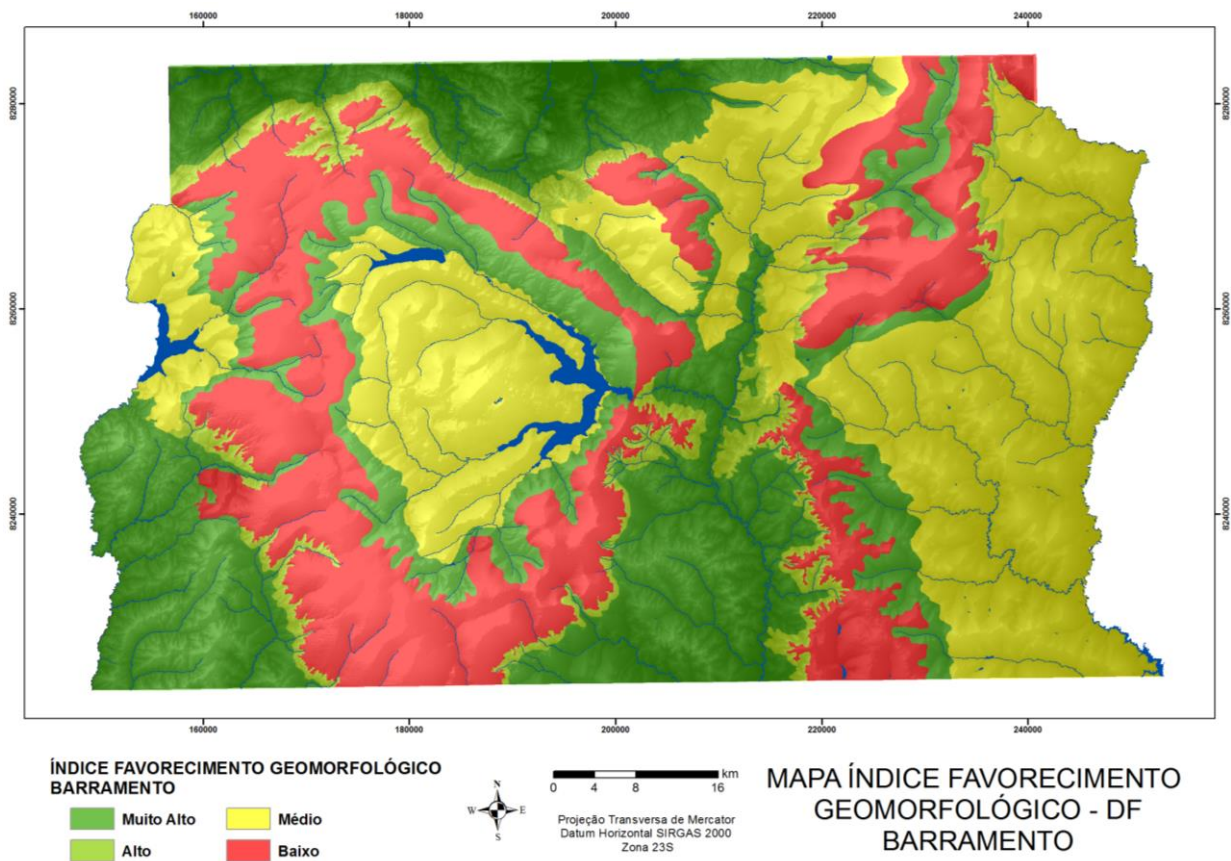 160000 180000 200000 220000 240000
8280000 8280000
8260000 8260000
8240000 8240000
160000 180000 200000 220000 240000
ÍNDICE FAVORECIMENTO GEOMORFOLÓGICO
BARRAMENTO
Muito Alto Médio
Alto Baixo
N
W E
S
km
0 4 8 16
Projeção Transversa de Mercator
Datum Horizontal SIRGAS 2000
Zona 23S
MAPA ÍNDICE FAVORECIMENTO
GEOMORFOLÓGICO - DF
BARRAMENTO